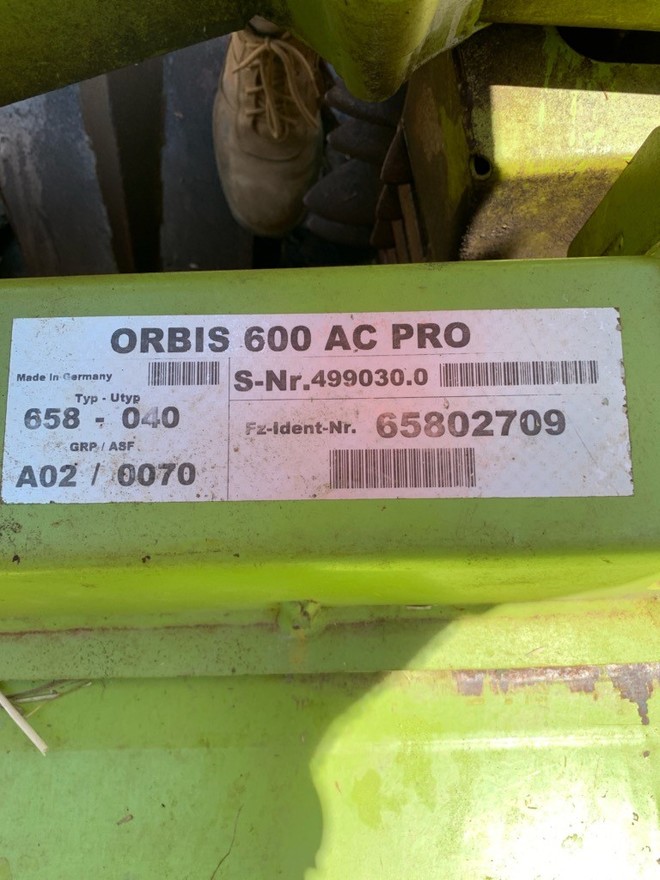 ORBIS 600 AC PRO
Made in Germany
S-Nr.499030.0
Typ - Utyp
658 - 040
Fz-Ident-Nr. 65802709
GRP / ASF
A02 / 0070